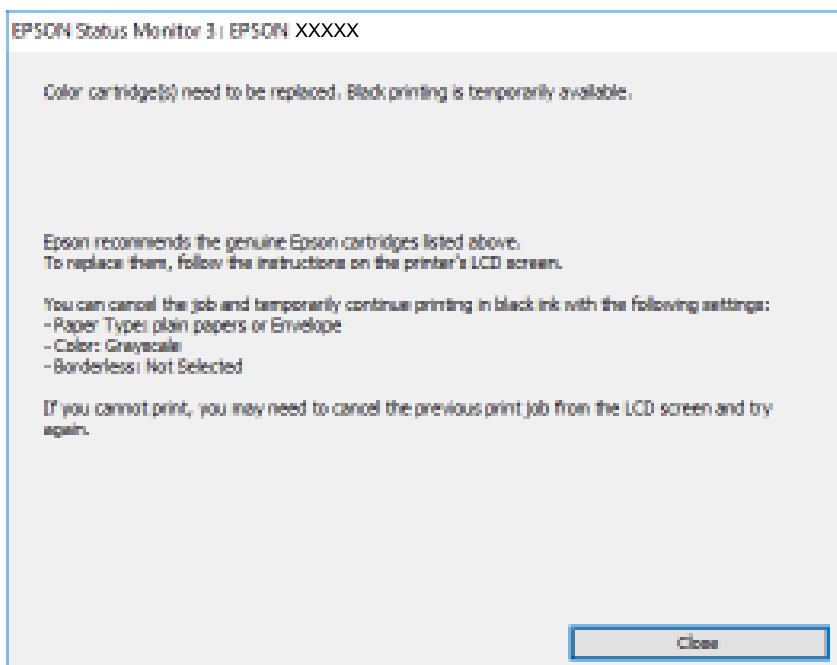 EPSON Status Monitor 3 : EPSON XXXXX
Color cartridge(s) need to be replaced. Black printing is temporarily available.
Epson recommends the genuine Epson cartridges listed above.
To replace them, follow the instructions on the printer's LCD screen.
You can cancel the job and temporarily continue printing in black ink with the following settings:
- Paper Type: plain papers or Envelope
- Color: Grayscale
- Borderless: Not Selected
If you cannot print, you may need to cancel the previous print job from the LCD screen and try
again.
Close